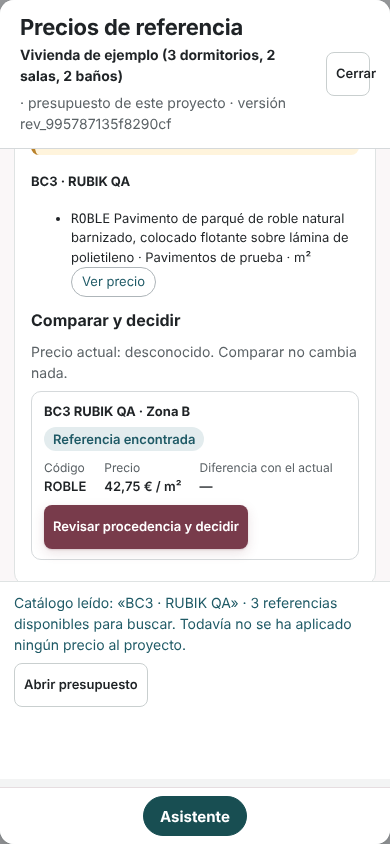 Precios de referencia
Vivienda de ejemplo (3 dormitorios, 2
salas, 2 baños)
· presupuesto de este proyecto · versión
rev_995787135f8290cf
Cerrar
BC3 · RUBIK QA
• ROBLE Pavimento de parqué de roble natural
barnizado, colocado flotante sobre lámina de
polietileno · Pavimentos de prueba · m²
Ver precio
Comparar y decidir
Precio actual: desconocido. Comparar no cambia
nada.
BC3 RUBIK QA · Zona B
Referencia encontrada
Código Precio Diferencia con el actual
ROBLE 42,75 € / m² —
Revisar procedencia y decidir
Catálogo leído: «BC3 · RUBIK QA» · 3 referencias
disponibles para buscar. Todavía no se ha aplicado
ningún precio al proyecto.
Abrir presupuesto
Asistente